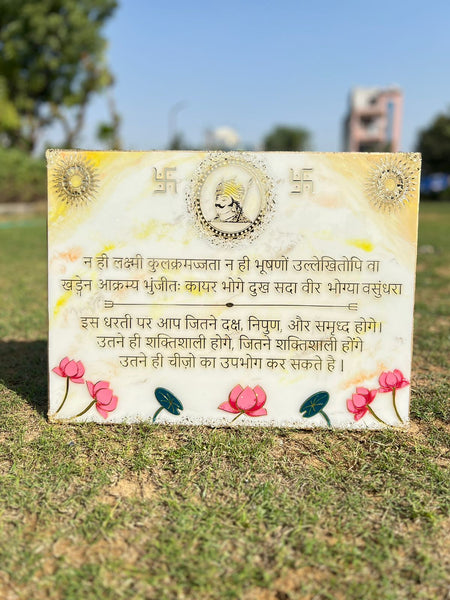 न ही लक्ष्मी कुलक्रमज्जता न ही भूषणों उल्लेखितोपि वा
खड्गेन आक्रम्य भुंजीतः कायर भोगे दुख सदा वीर भोग्या वसुंधरा
इस धरती पर आप जितने दक्ष, निपुण, और समृध्द होगे।
उतने ही शक्तिशाली होगे, जितने शक्तिशाली होंगे
उतने ही चीज़ो का उपभोग कर सकते है ।